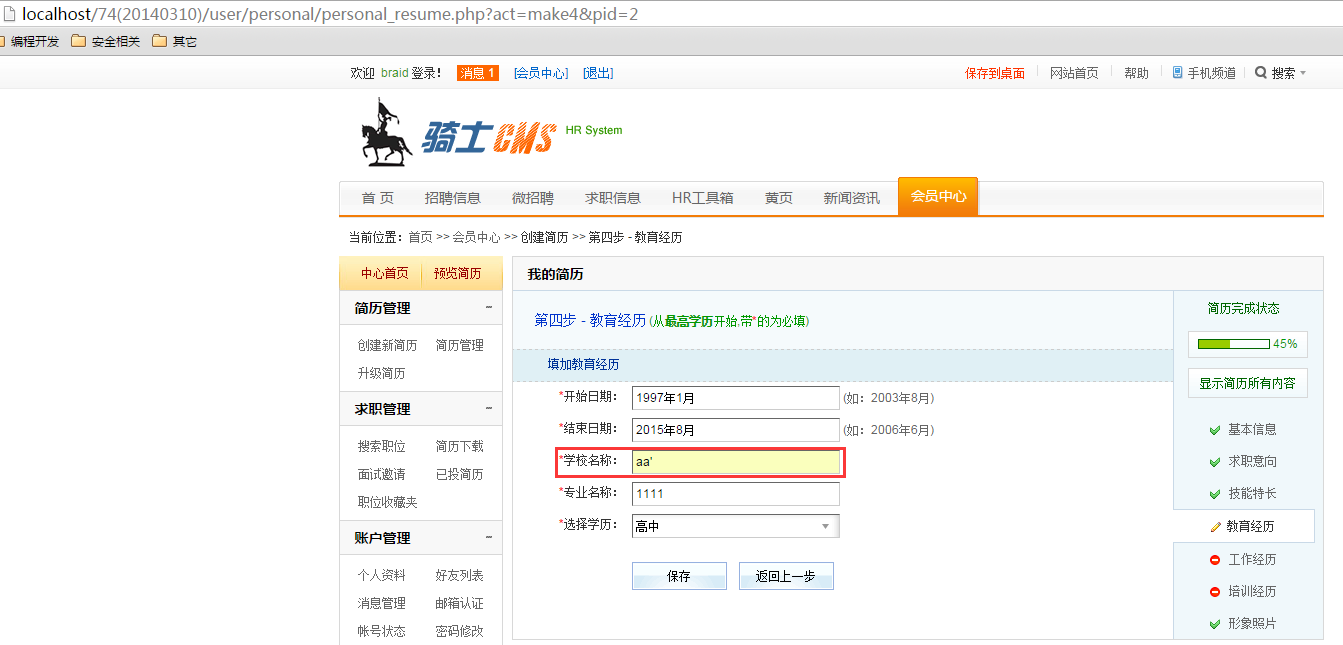 localhost/74(20140310)/user/personal/personal_resume.php?act=make4&pid=2
编程开发 安全相关 其它
欢迎 braid 登录! 消息 1 [会员中心] [退出] 保存到桌面 网站首页 帮助 手机频道 搜索
骑士CMS HR System
首 页 招聘信息 微招聘 求职信息 HR工具箱 黄页 新闻资讯 会员中心
当前位置：首页 >> 会员中心 >> 创建简历 >> 第四步 - 教育经历
中心首页 预览简历
简历管理
创建新简历 简历管理
升级简历
求职管理
搜索职位 简历下载
面试邀请 已投简历
职位收藏夹
账户管理
个人资料 好友列表
消息管理 邮箱认证
帐号状态 密码修改
我的简历
第四步 - 教育经历 (从最高学历开始,带*的为必填)
填加教育经历
*开始日期： 1997年1月 (如：2003年8月)
*结束日期： 2015年8月 (如：2006年6月)
*学校名称： aa'
*专业名称： 1111
*选择学历： 高中
保存 返回上一步
简历完成状态
45%
显示简历所有内容
基本信息
求职意向
技能特长
教育经历
工作经历
培训经历
形象照片